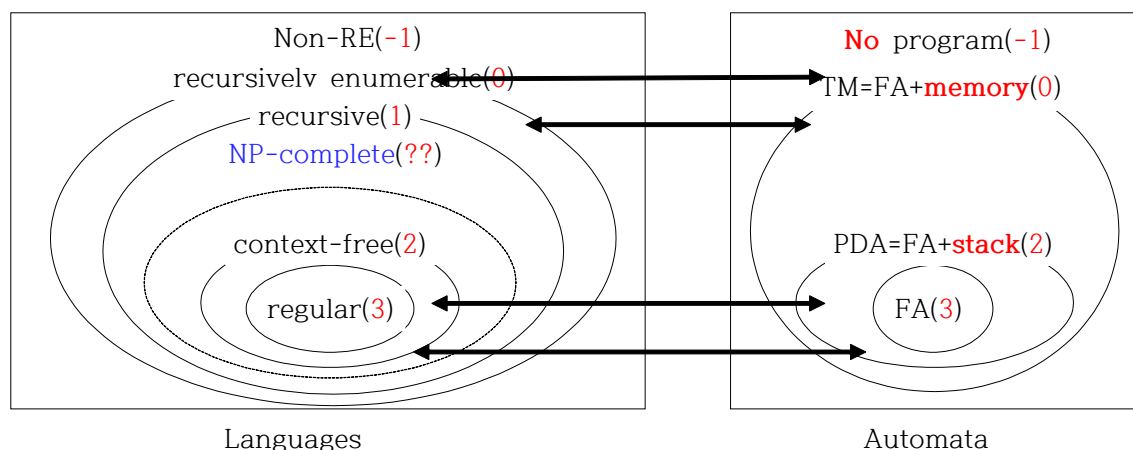 Non-RE(-1)
recursively enumerable(0)
recursive(1)
NP-complete(??)
context-free(2)
regular(3)
Languages
No program(-1)
TM=FA+memory(0)
PDA=FA+stack(2)
FA(3)
Automata